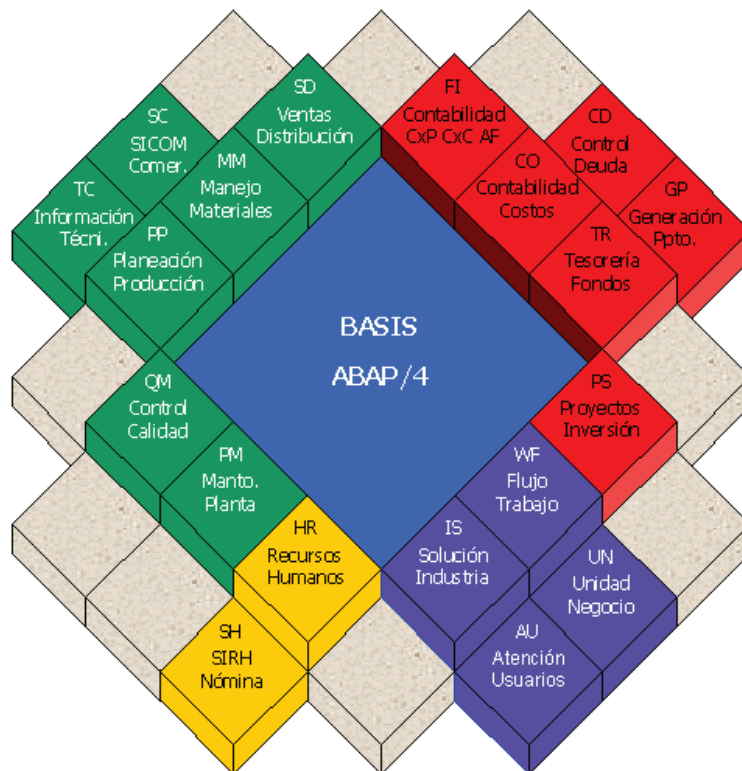 SD
Ventas
Distribución
FI
Contabilidad
CxP CxC AF
SC
SICOM
Comer.
CD
Control
Deuda
MM
Manejo
Materiales
CO
Contabilidad
Costos
TC
Información
Técni.
GP
Generación
Ppto.
PP
Planeación
Producción
TR
Tesorería
Fondos
BASIS
ABAP/4
QM
Control
Calidad
PS
Proyectos
Inversión
PM
Manto.
Planta
WF
Flujo
Trabajo
HR
Recursos
Humanos
IS
Solución
Industria
UN
Unidad
Negocio
SH
SIRH
Nómina
AU
Atención
Usuarios